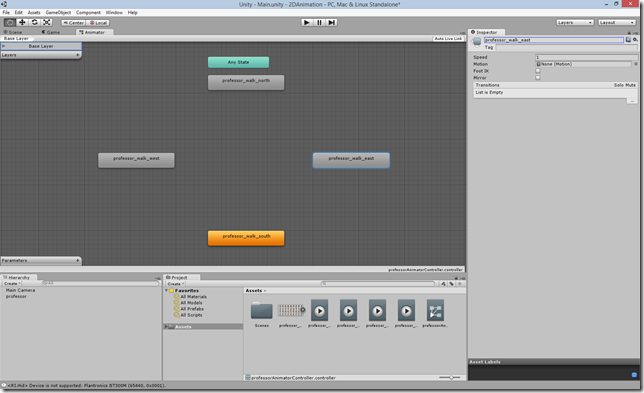 Unity - Main.unity - 2DAnimation - PC, Mac & Linux Standalone*
File Edit Assets GameObject Component Window Help
Center Local Layers Layout
Scene Game Animator
Base Layer Auto Live Link
Base Layer
Layers +
Any State
professor_walk_north
professor_walk_west
professor_walk_east
professor_walk_south
Parameters +
professorAnimatorController.controller
Inspector
professor_walk_east
Tag
Speed 1
Motion None (Motion)
Foot IK
Mirror
Transitions Solo Mute
List is Empty
Asset Labels
Hierarchy
Create All
Main Camera
professor
Project
Create
Favorites
All Materials
All Models
All Prefabs
All Scripts
Assets
Assets
Scenes professor_... professor_... professor_... professor_... professor_... professorAn...
professorAnimatorController.controller
<RI.Hid> Device is not supported: Plantronics BT300M (65440, 0x0001).